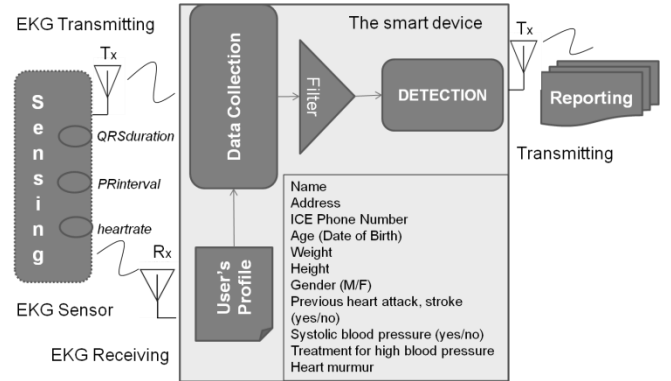 EKG Transmitting
The smart device
Tx
Tx
Sensing
QRSduration
PRinterval
heartrate
Data Collection
Filter
DETECTION
Reporting
Transmitting
Rx
User's
Profile
EKG Sensor
EKG Receiving
Name
Address
ICE Phone Number
Age (Date of Birth)
Weight
Height
Gender (M/F)
Previous heart attack, stroke
(yes/no)
Systolic blood pressure (yes/no)
Treatment for high blood pressure
Heart murmur